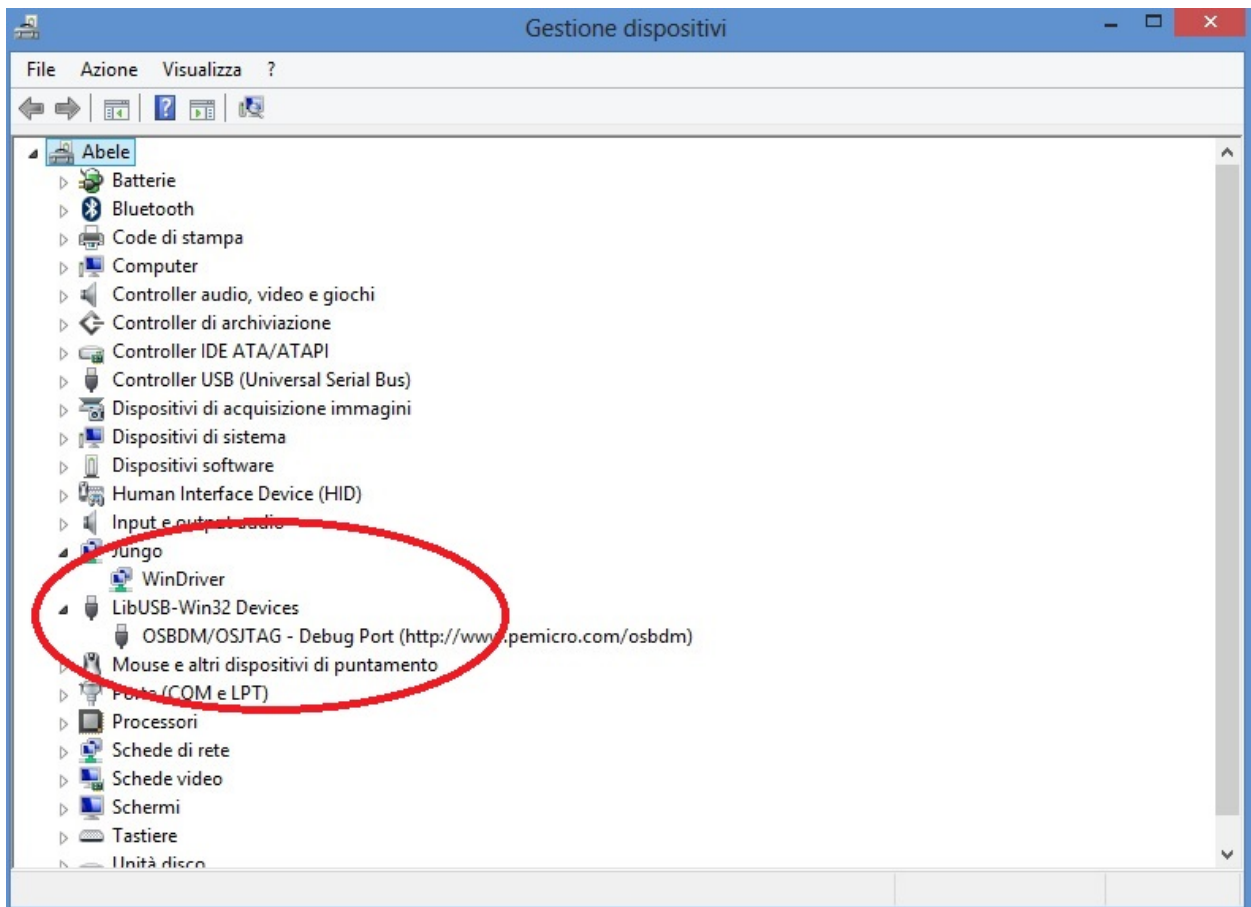 Gestione dispositivi
File Azione Visualizza ?
Abele
Batterie
Bluetooth
Code di stampa
Computer
Controller audio, video e giochi
Controller di archiviazione
Controller IDE ATA/ATAPI
Controller USB (Universal Serial Bus)
Dispositivi di acquisizione immagini
Dispositivi di sistema
Dispositivi software
Human Interface Device (HID)
Input e output audio
Jungo
WinDriver
LibUSB-Win32 Devices
OSBDM/OSJTAG - Debug Port (http://www.pemicro.com/osbdm)
Mouse e altri dispositivi di puntamento
Porte (COM e LPT)
Processori
Schede di rete
Schede video
Schermi
Tastiere
Unità disco